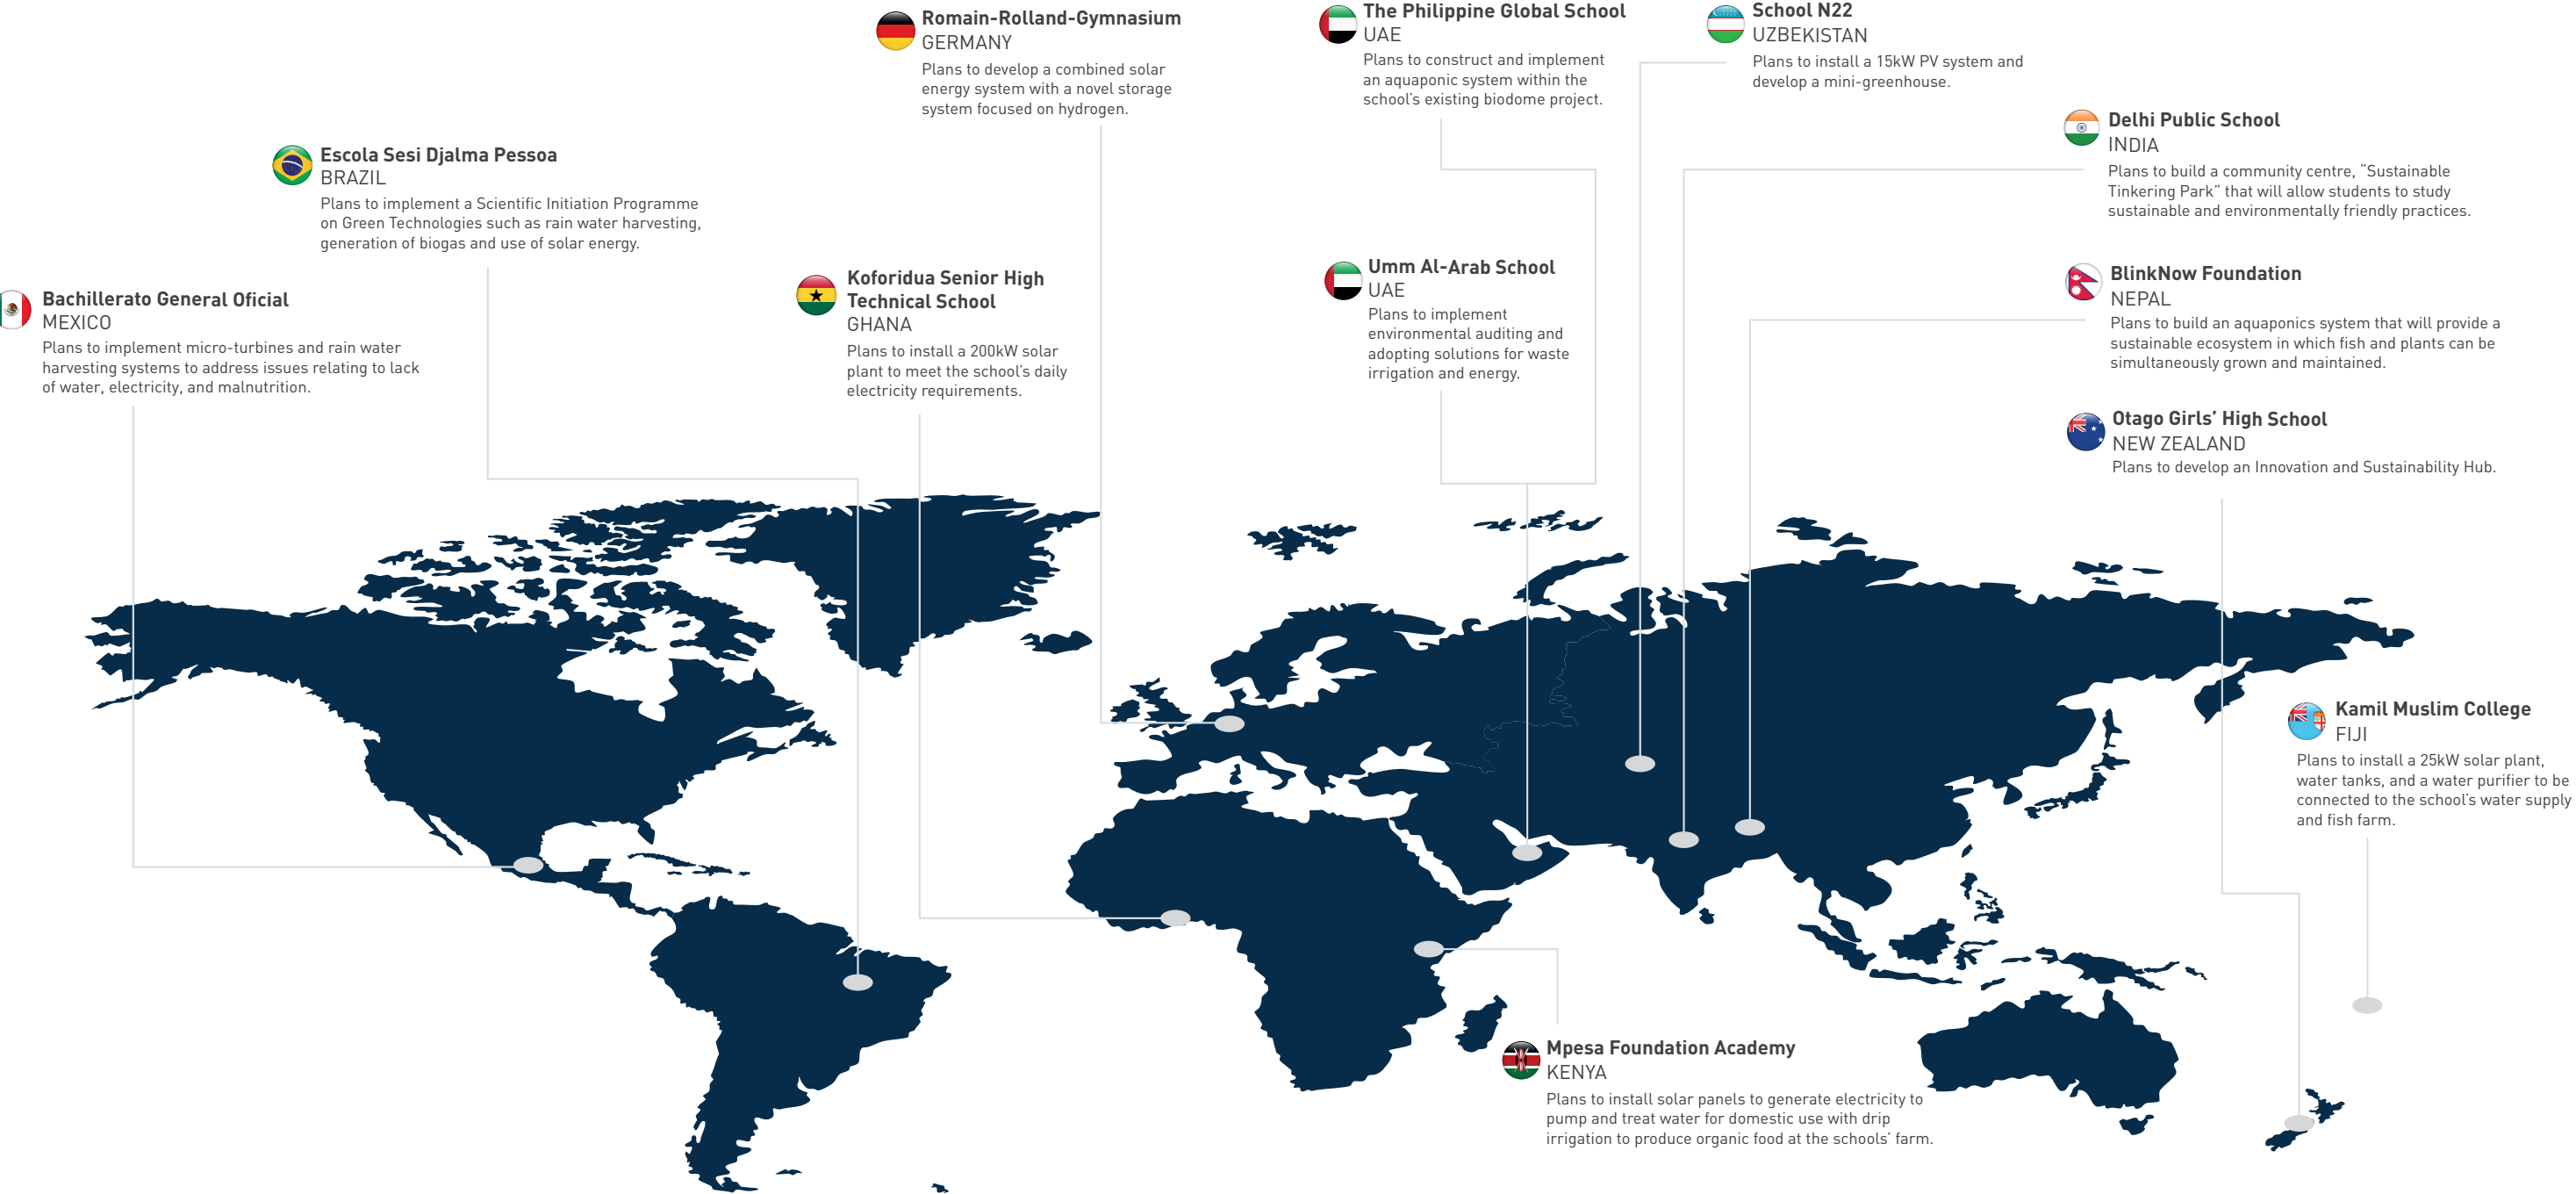 Romain-Rolland-Gymnasium
GERMANY
Plans to develop a combined solar
energy system with a novel storage
system focused on hydrogen.
The Philippine Global School
UAE
Plans to construct and implement
an aquaponic system within the
school’s existing biodome project.
School N22
UZBEKISTAN
Plans to install a 15kW PV system and
develop a mini-greenhouse.
Delhi Public School
INDIA
Plans to build a community centre, “Sustainable
Tinkering Park” that will allow students to study
sustainable and environmentally friendly practices.
Escola Sesi Djalma Pessoa
BRAZIL
Plans to implement a Scientific Initiation Programme
on Green Technologies such as rain water harvesting,
generation of biogas and use of solar energy.
Bachillerato General Oficial
MEXICO
Plans to implement micro-turbines and rain water
harvesting systems to address issues relating to lack
of water, electricity, and malnutrition.
Koforidua Senior High
Technical School
GHANA
Plans to install a 200kW solar
plant to meet the school’s daily
electricity requirements.
Umm Al-Arab School
UAE
Plans to implement
environmental auditing and
adopting solutions for waste
irrigation and energy.
BlinkNow Foundation
NEPAL
Plans to build an aquaponics system that will provide a
sustainable ecosystem in which fish and plants can be
simultaneously grown and maintained.
Otago Girls’ High School
NEW ZEALAND
Plans to develop an Innovation and Sustainability Hub.
Kamil Muslim College
FIJI
Plans to install a 25kW solar plant,
water tanks, and a water purifier to be
connected to the school’s water supply
and fish farm.
Mpesa Foundation Academy
KENYA
Plans to install solar panels to generate electricity to
pump and treat water for domestic use with drip
irrigation to produce organic food at the schools’ farm.